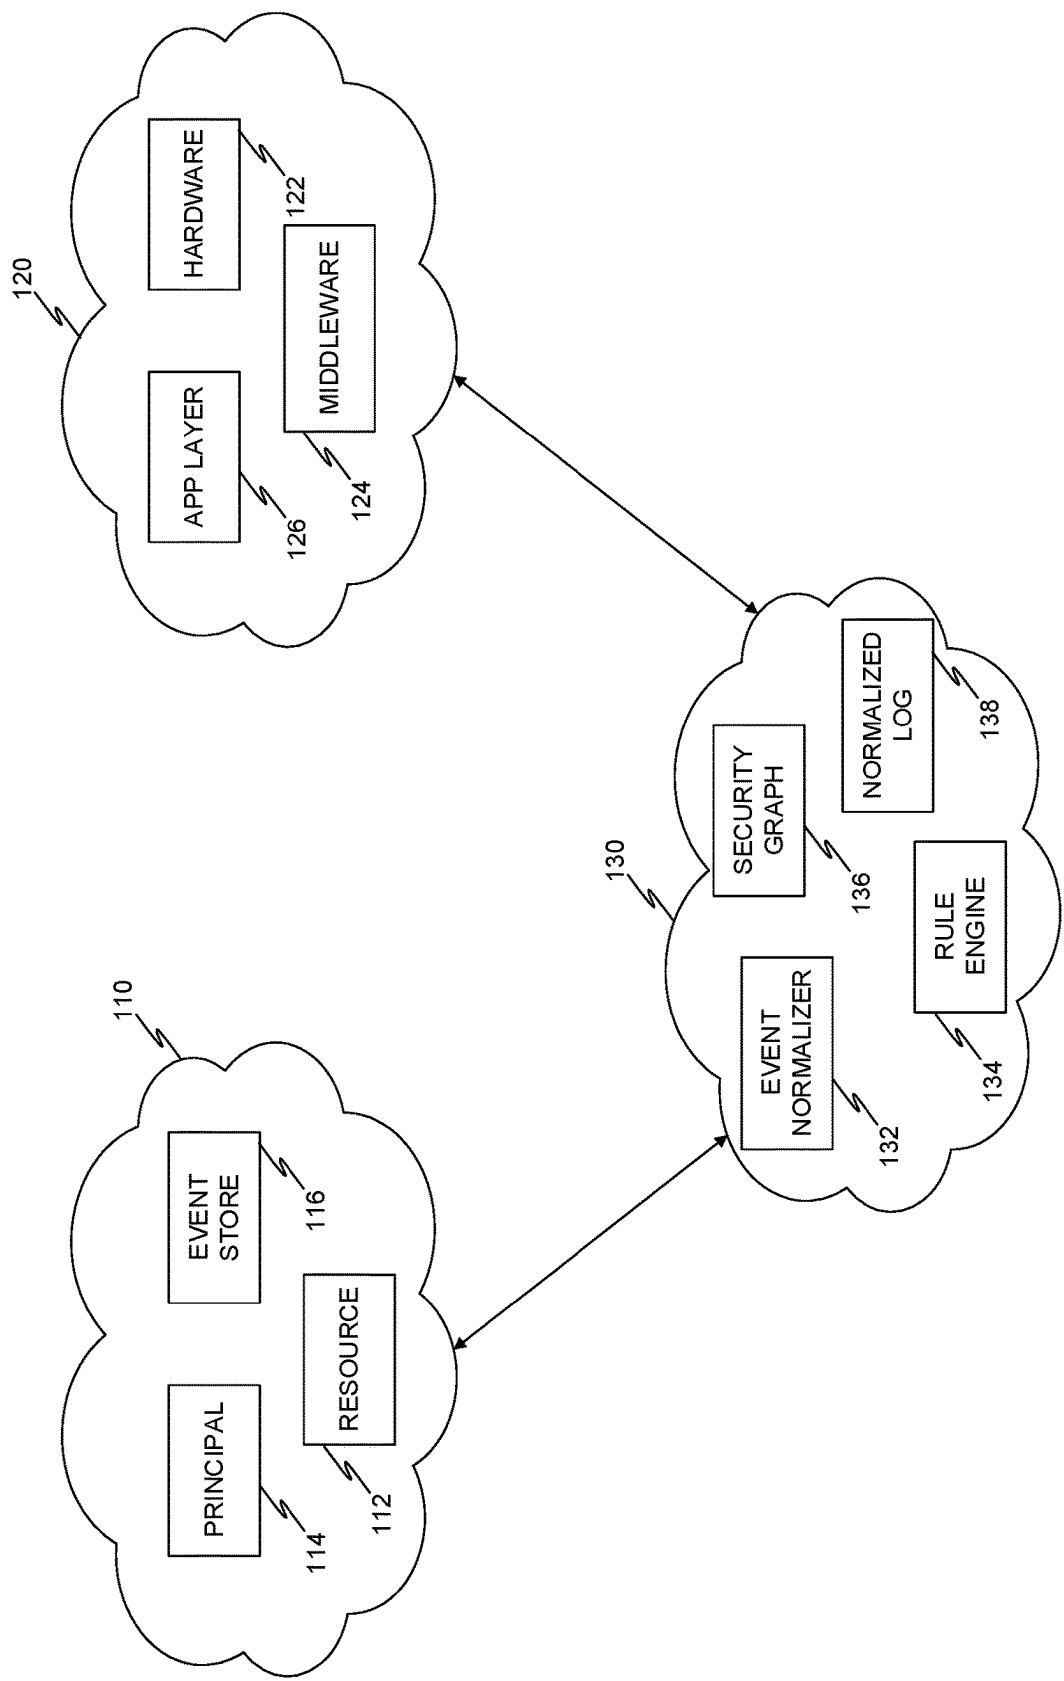 110
PRINCIPAL
114
EVENT
STORE
116
RESOURCE
112
120
APP LAYER
126
HARDWARE
122
MIDDLEWARE
124
130
EVENT
NORMALIZER
132
SECURITY
GRAPH
136
NORMALIZED
LOG
138
RULE
ENGINE
134